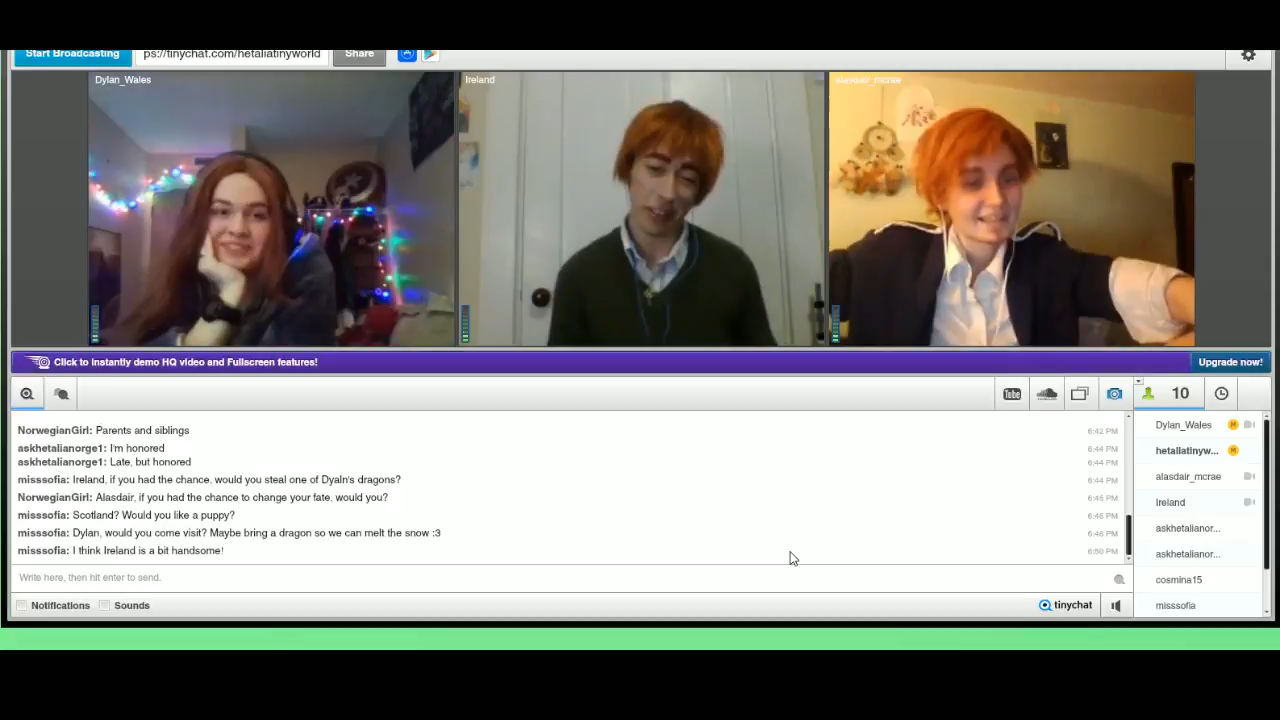 Start Broadcasting ps://tinychat.com/hetaliatinyworld Share
Dylan_Wales Ireland alasdair_mcrae
Click to instantly demo HQ video and Fullscreen features! Upgrade now!
You Tube 10
NorwegianGirl: Parents and siblings 6:42 PM
askhetalianorge1: I'm honored 6:44 PM
askhetalianorge1: Late, but honored 6:44 PM
misssofia: Ireland, if you had the chance, would you steal one of Dyaln's dragons? 6:44 PM
NorwegianGirl: Alasdair, if you had the chance to change your fate, would you? 6:45 PM
misssofia: Scotland? Would you like a puppy? 6:46 PM
misssofia: Dylan, would you come visit? Maybe bring a dragon so we can melt the snow :3 6:48 PM
misssofia: I think Ireland is a bit handsome! 6:50 PM
Dylan_Wales M
hetaliatinyw... M
alasdair_mcrae
Ireland
askhetalianor...
askhetalianor...
cosmina15
misssofia
Write here, then hit enter to send.
Notifications Sounds tinychat